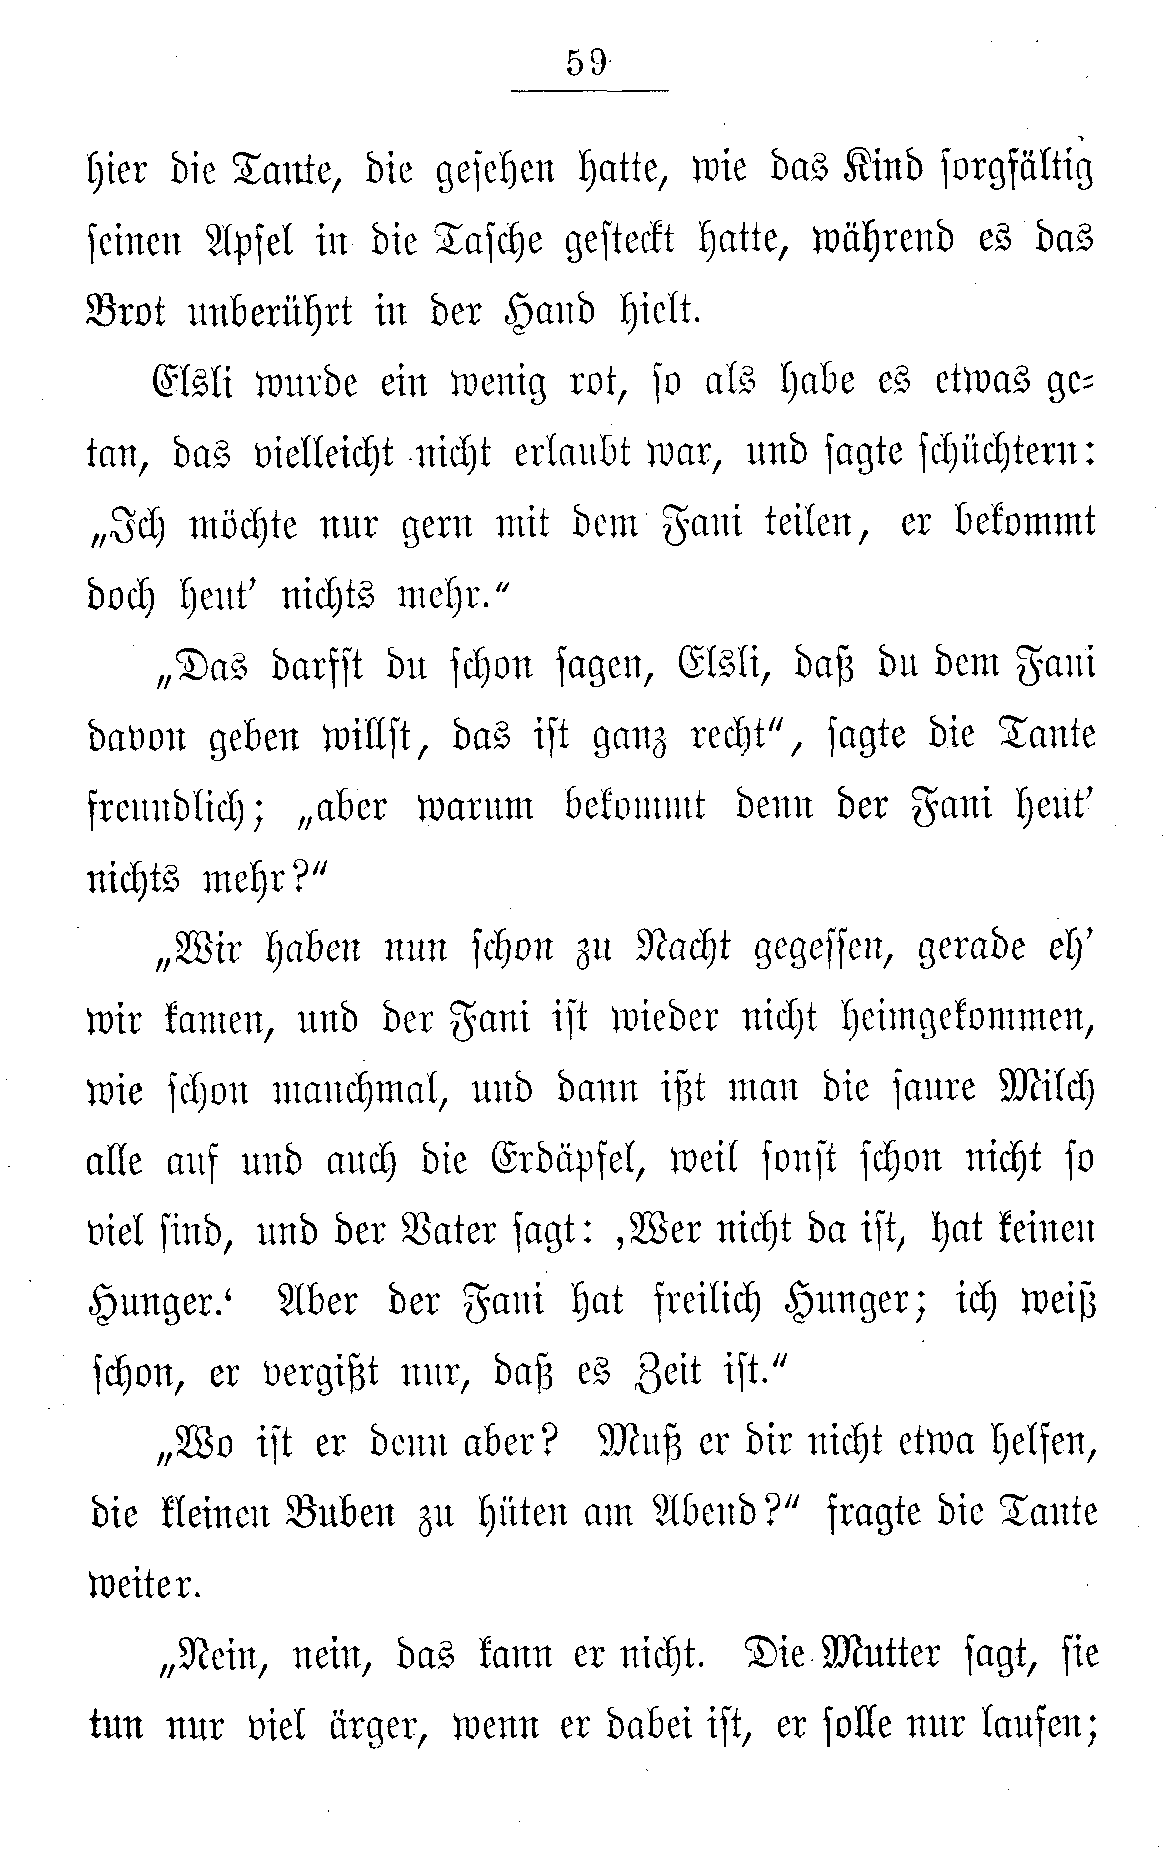 59
hier die Tante, die gesehen hatte, wie das Kind sorgfältig
seinen Apfel in die Tasche gesteckt hatte, während es das
Brot unberührt in der Hand hielt.
Elsli wurde ein wenig rot, so als habe es etwas ge-
tan, das vielleicht nicht erlaubt war, und sagte schüchtern:
„Ich möchte nur gern mit dem Fani teilen, er bekommt
doch heut’ nichts mehr.“
„Das darfst du schon sagen, Elsli, daß du dem Fani
davon geben willst, das ist ganz recht“, sagte die Tante
freundlich; „aber warum bekommt denn der Fani heut’
nichts mehr?“
„Wir haben nun schon zu Nacht gegessen, gerade eh’
wir kamen, und der Fani ist wieder nicht heimgekommen,
wie schon manchmal, und dann ißt man die saure Milch
alle auf und auch die Erdäpfel, weil sonst schon nicht so
viel sind, und der Vater sagt: ‚Wer nicht da ist, hat keinen
Hunger.‘ Aber der Fani hat freilich Hunger; ich weiß
schon, er vergißt nur, daß es Zeit ist.“
„Wo ist er denn aber? Muß er dir nicht etwa helfen,
die kleinen Buben zu hüten am Abend?“ fragte die Tante
weiter.
„Nein, nein, das kann er nicht. Die Mutter sagt, sie
tun nur viel ärger, wenn er dabei ist, er solle nur laufen;